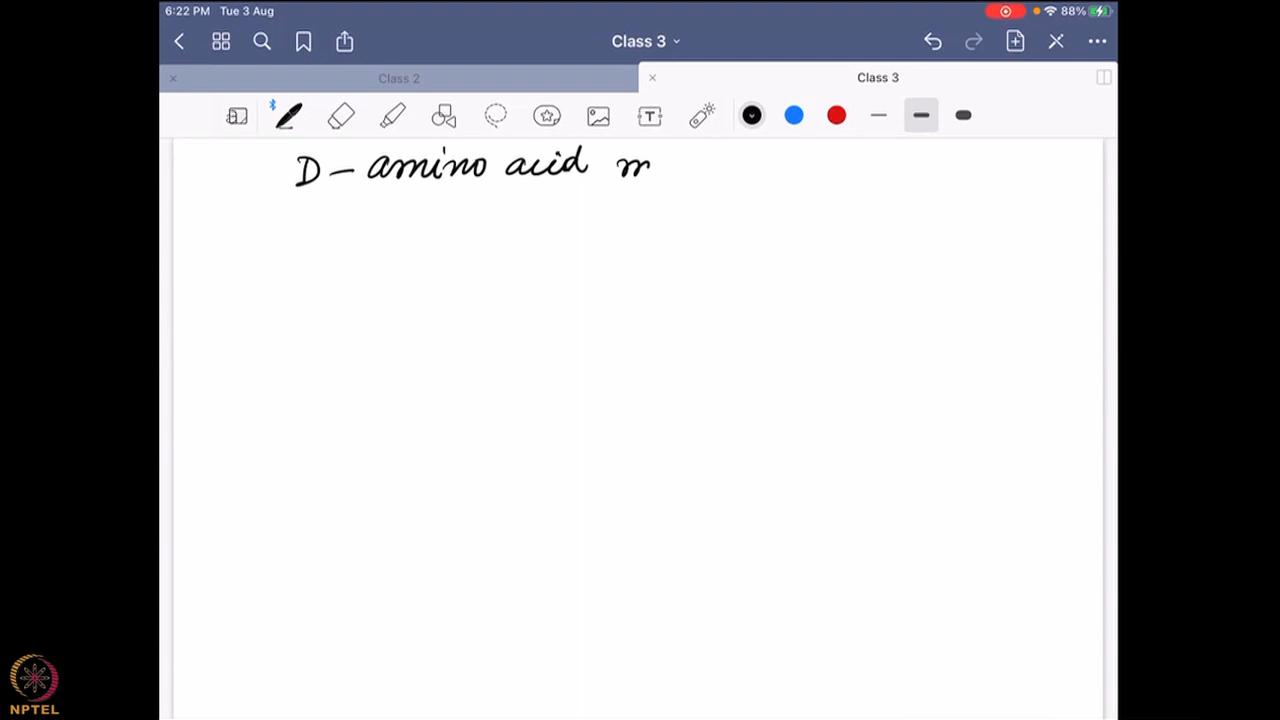 6:22 PM Tue 3 Aug 88%
Class 3
Class 2
Class 3
T
D - amino acid m
NPTEL